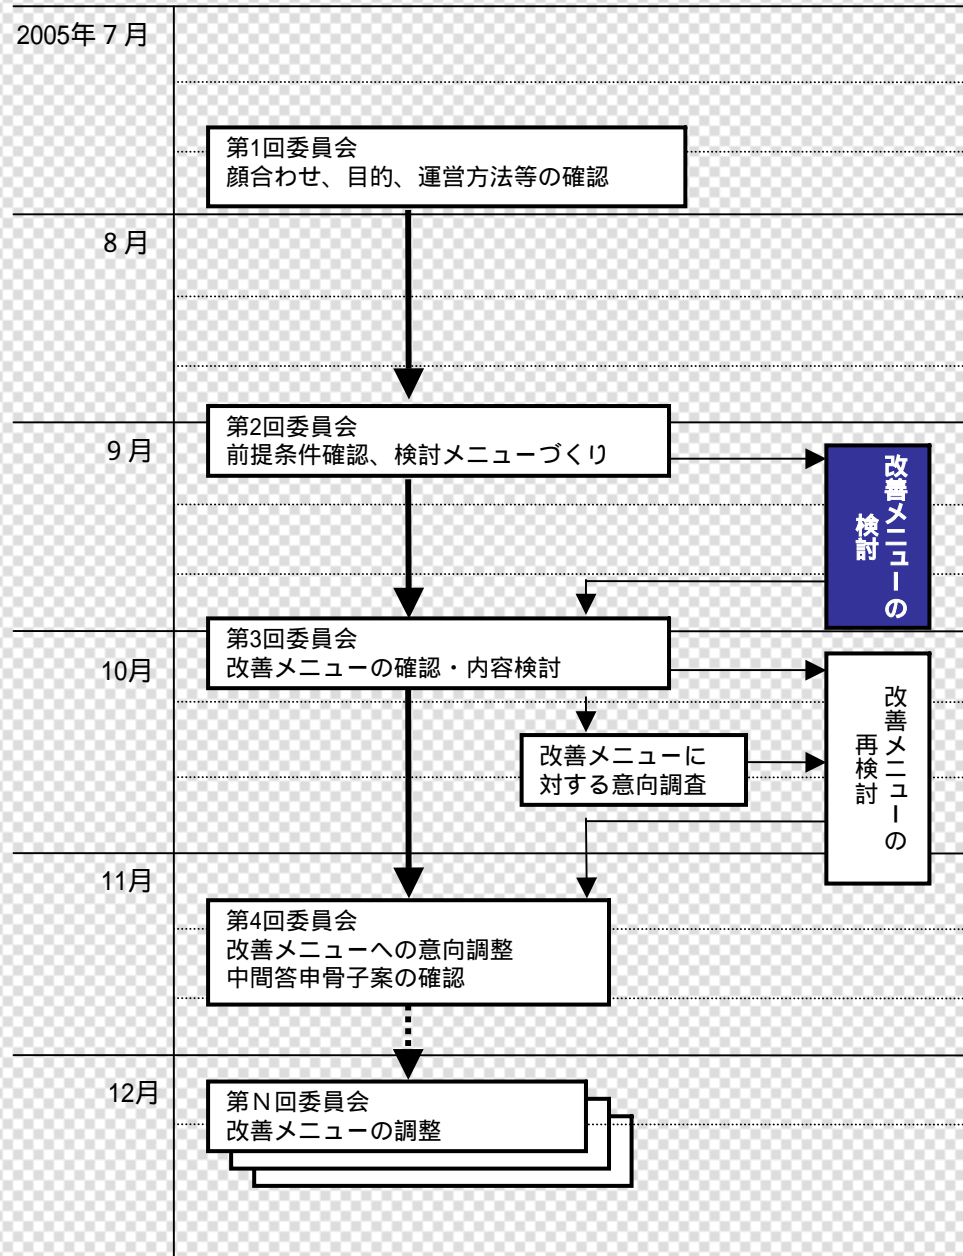 2005年７月
第1回委員会
顔合わせ、目的、運営方法等の確認
８月
第2回委員会
前提条件確認、検討メニューづくり
９月
改善メニューの
検討
第3回委員会
改善メニューの確認・内容検討
10月
改善メニューの
再検討
改善メニューに
対する意向調査
11月
第4回委員会
改善メニューへの意向調整
中間答申骨子案の確認
12月
第Ｎ回委員会
改善メニューの調整